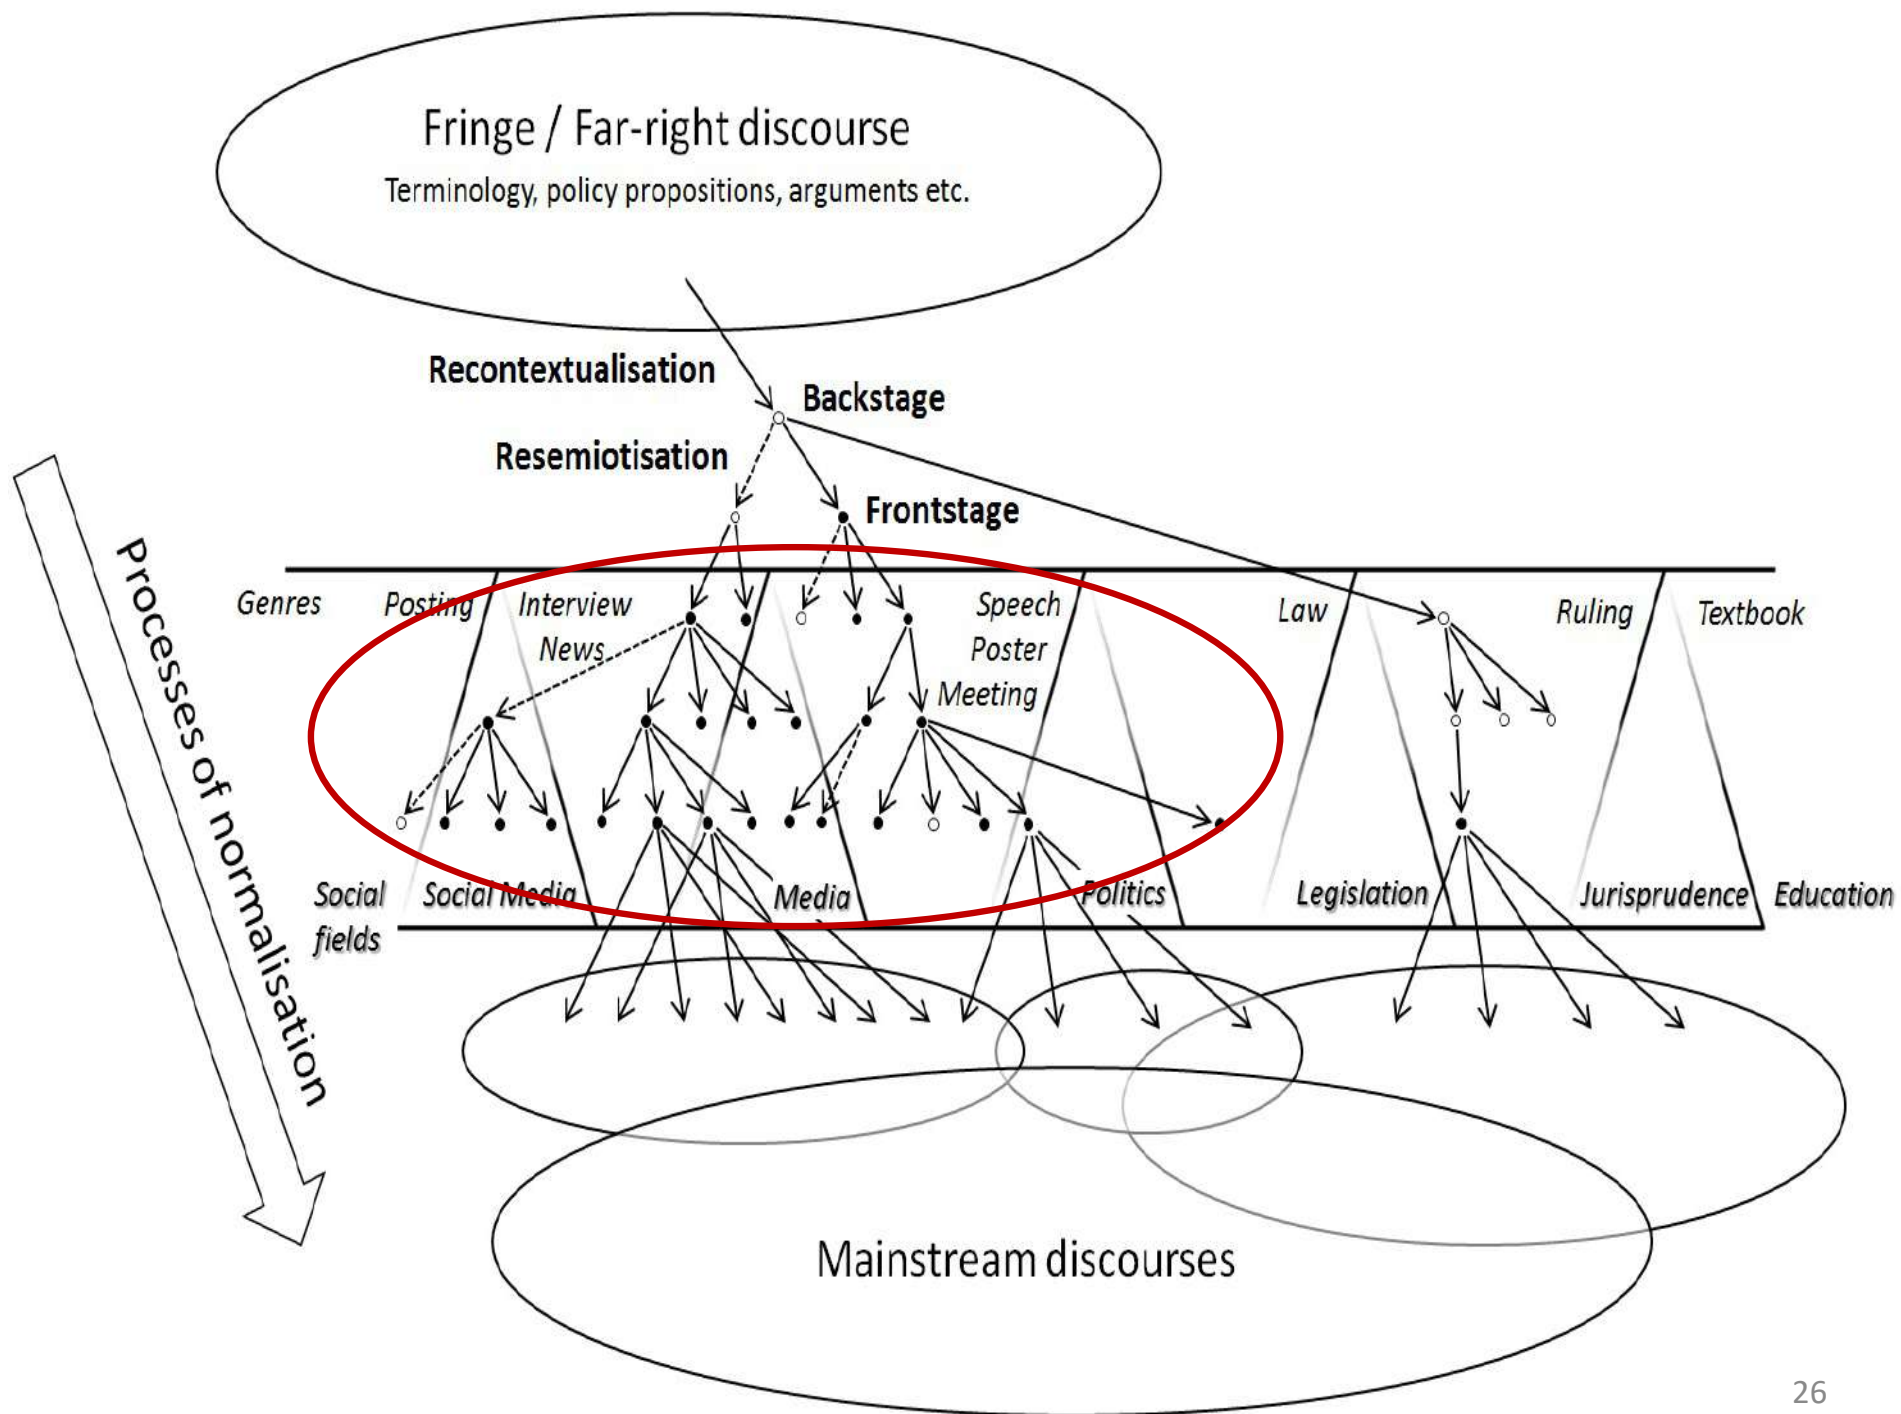 Fringe / Far-right discourse
Terminology, policy propositions, arguments etc.
Recontextualisation
Backstage
Resemiotisation
Frontstage
Processes of normalisation
Genres
Posting
Interview
News
Speech
Poster
Meeting
Law
Ruling
Textbook
Social
fields
Social Media
Media
Politics
Legislation
Jurisprudence
Education
Mainstream discourses
26